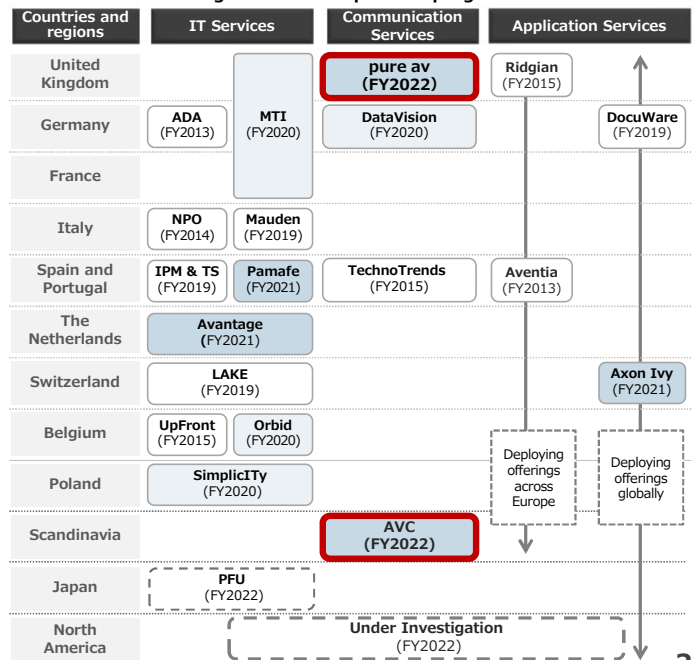 Countries and
regions
IT Services
Communication
Services
Application Services
United
Kingdom
pure av
(FY2022)
Ridgian
(FY2015)
Germany
ADA
(FY2013)
MTI
(FY2020)
DataVision
(FY2020)
DocuWare
(FY2019)
France
Italy
NPO
(FY2014)
Mauden
(FY2019)
Spain and
Portugal
IPM & TS
(FY2019)
Pamafe
(FY2021)
TechnoTrends
(FY2015)
Aventia
(FY2013)
The
Netherlands
Avantage
(FY2021)
Switzerland
LAKE
(FY2019)
Axon Ivy
(FY2021)
Belgium
UpFront
(FY2015)
Orbid
(FY2020)
Deploying
offerings
across
Europe
Deploying
offerings
globally
Poland
SimplicITy
(FY2020)
Scandinavia
AVC
(FY2022)
Japan
PFU
(FY2022)
North
America
Under Investigation
(FY2022)